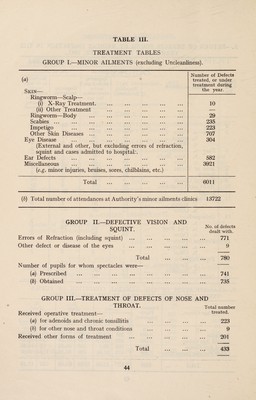 TABLE III.
TREATMENT TABLES
GROUP I.—MINOR AILMENTS (excluding Uncleanliness).
(a) Number of Defects treated, or under treatment during the year.
Skin—
Ringworm—Scalp—
(i) X-Ray Treatment. ... ... ... ... ... 10
(ii) Other Treatment ... ... ... ... ... —
Ringworm—Body ... ... ... ... ... 29
Scabies ... ... ... ... ... ... 235
Impetigo ... ... ... ... ... ... 223
Other Skin Diseases ... ... ... ... ... 707
Eye Disease ... ... ... ... ... ... 304
(External and other, but excluding errors of refraction,
squint and cases admitted to hospital).
Ear Defects ... ... ... ... ... ... 582
Miscellaneous ... ... ... ... ... ... 3921
(e.g. minor injuries, bruises, sores, chilblains, etc.)
Total ... ... ... ... 6011
(b) Total number of attendances at Authority's minor ailments clinics 13722
GROUP II.—DEFECTIVE VISION AND
SQUINT.
No. of defects dealt with.
Errors of Refraction (including squint) ... ... ... ... 771
Other defect or disease of the eyes ... ... ... ... 9
Total ... ... ... 780
Number of pupils for whom spectacles were—
(a) Prescribed ... ... ... ... ... ... ... 741
(b) Obtained ... ... ... ... ... ... ... 735
GROUP III.—TREATMENT OF DEFECTS OF NOSE AND
THROAT.
Total number treated.
Received operative treatment—
(a) for adenoids and chronic tonsillitis ... ... ... 223
(b) for other nose and throat conditions ... ... ... 9
Received other forms of treatment ... ... ... ... 201
Total ... ... ... 433
44